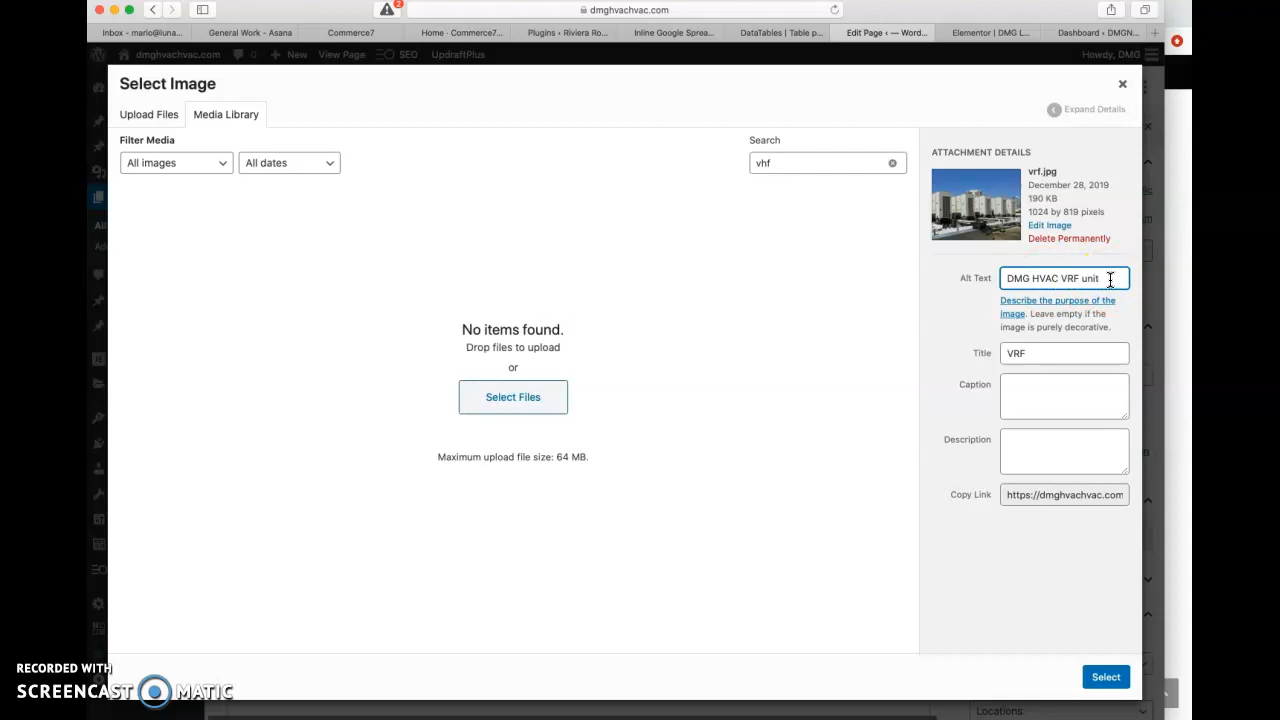 2
dmghvachvac.com
Inbox - mario@luna...
General Work - Asana
Commerce7
Home · Commerce7...
Plugins ‹ Riviera Ro...
Inline Google Sprea...
DataTables | Table p...
Edit Page ‹ — Word...
Elementor | DMG L...
Dashboard ‹ DMGN...
dmghvachvac.com
0
New
View Page
SEO
UpdraftPlus
Howdy, DMG
Select Image
Upload Files
Media Library
Expand Details
Filter Media
All images
All dates
Search
vhf
No items found.
Drop files to upload
or
Select Files
Maximum upload file size: 64 MB.
ATTACHMENT DETAILS
vrf.jpg
December 28, 2019
190 KB
1024 by 819 pixels
Edit Image
Delete Permanently
Alt Text
DMG HVAC VRF unit
Describe the purpose of the
image. Leave empty if the
image is purely decorative.
Title
VRF
Caption
Description
Copy Link
https://dmghvachvac.com
Select
Locations.
RECORDED WITH
SCREENCAST MATIC